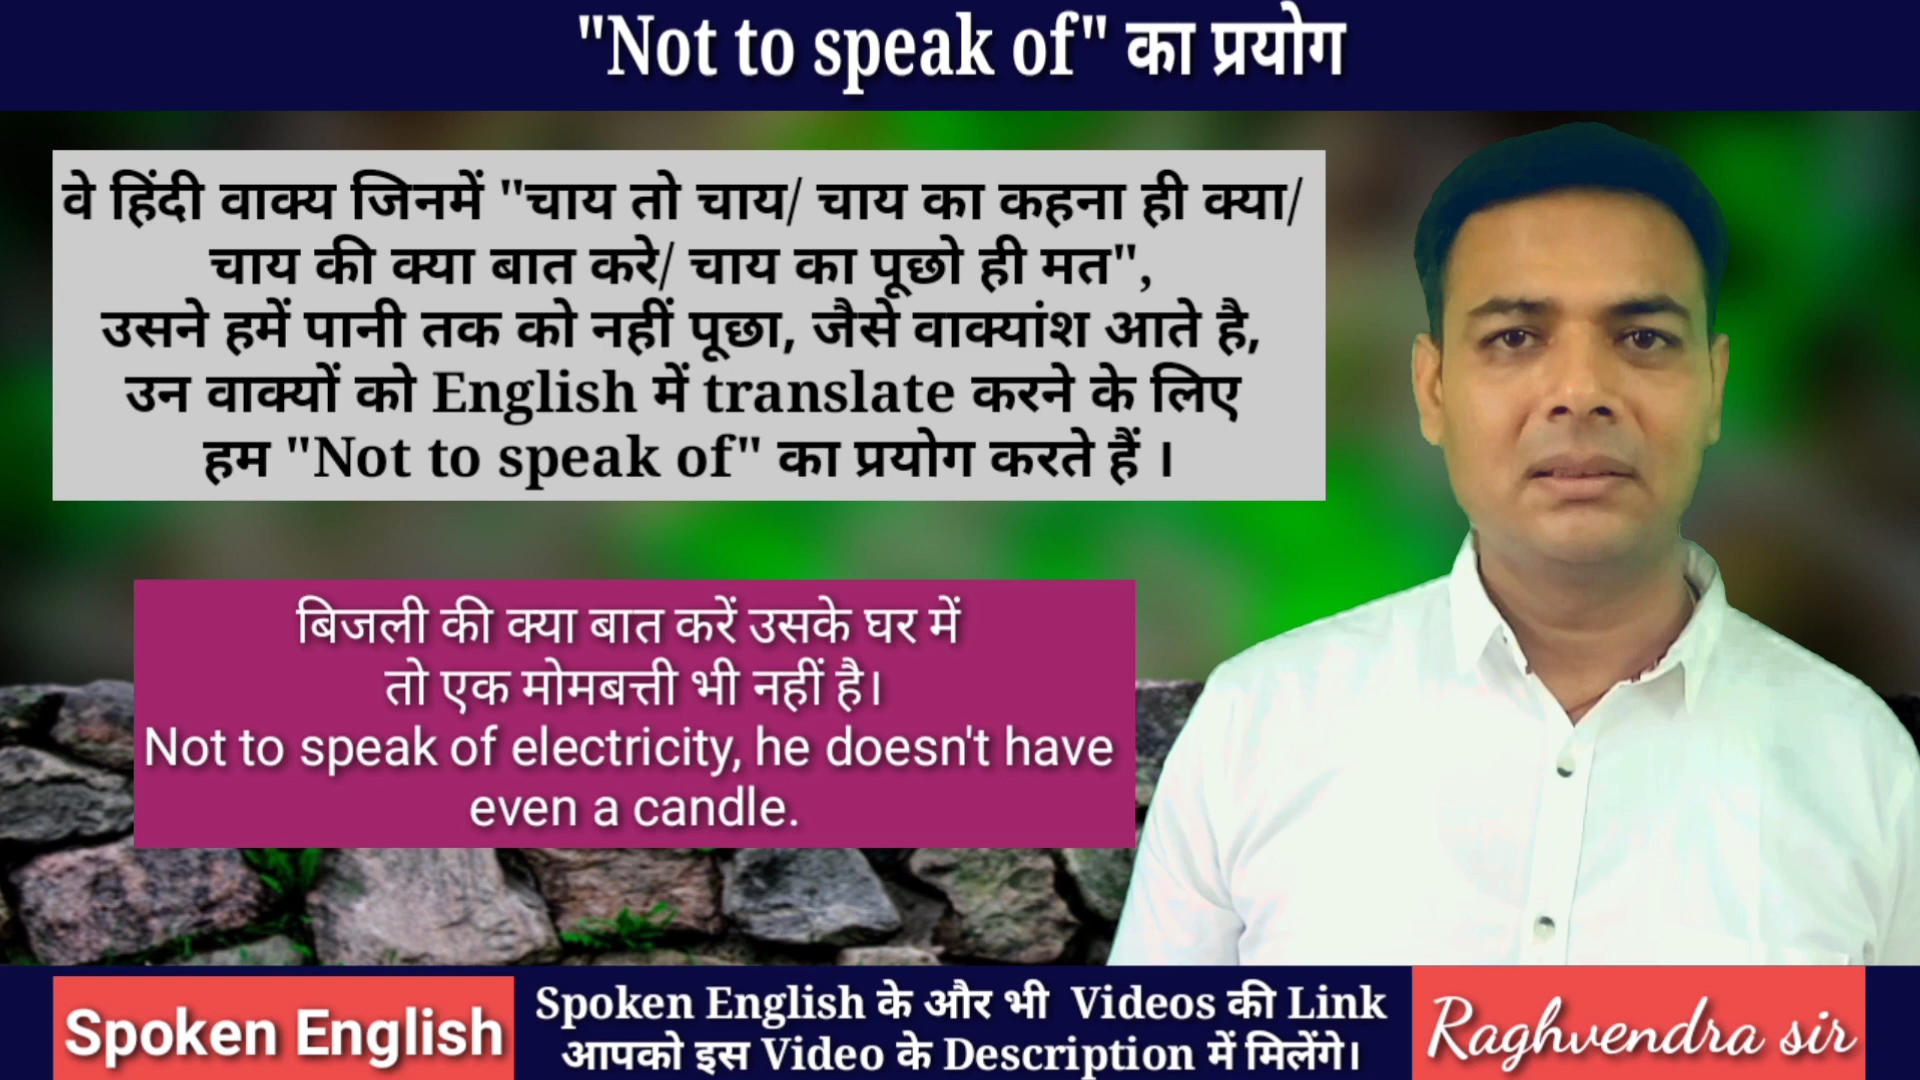 "Not to speak of" का प्रयोग
वे हिंदी वाक्य जिनमें "चाय तो चाय/ चाय का कहना ही क्या/
चाय की क्या बात करे/ चाय का पूछो ही मत",
उसने हमें पानी तक को नहीं पूछा, जैसे वाक्यांश आते है,
उन वाक्यों को English में translate करने के लिए
हम "Not to speak of" का प्रयोग करते हैं ।
बिजली की क्या बात करें उसके घर में
तो एक मोमबत्ती भी नहीं है।
Not to speak of electricity, he doesn't have
even a candle.
Spoken English
Spoken English के और भी Videos की Link
आपको इस Video के Description में मिलेंगे।
Raghvendra sir